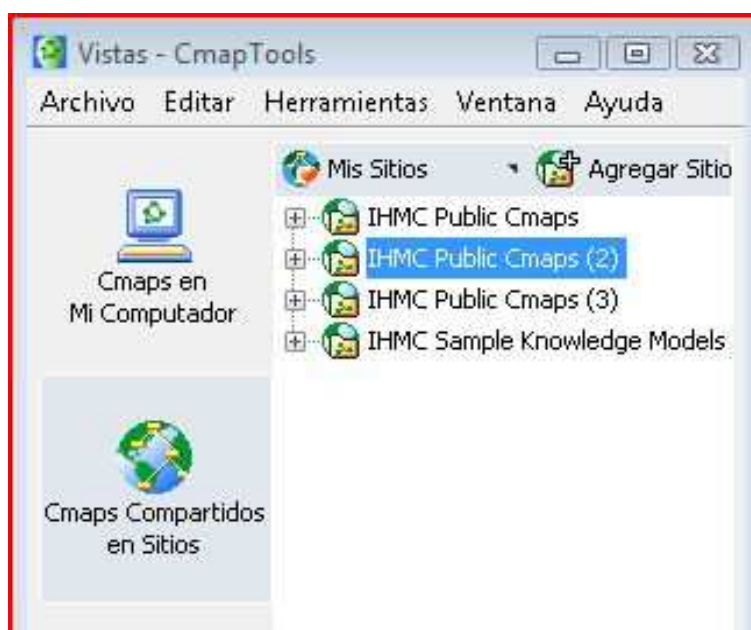 Vistas - CmapTools
Archivo Editar Herramientas Ventana Ayuda
Mis Sitios Agregar Sitio
IHMC Public Cmaps
IHMC Public Cmaps (2)
IHMC Public Cmaps (3)
IHMC Sample Knowledge Models
Cmaps en
Mi Computador
Cmaps Compartidos
en Sitios